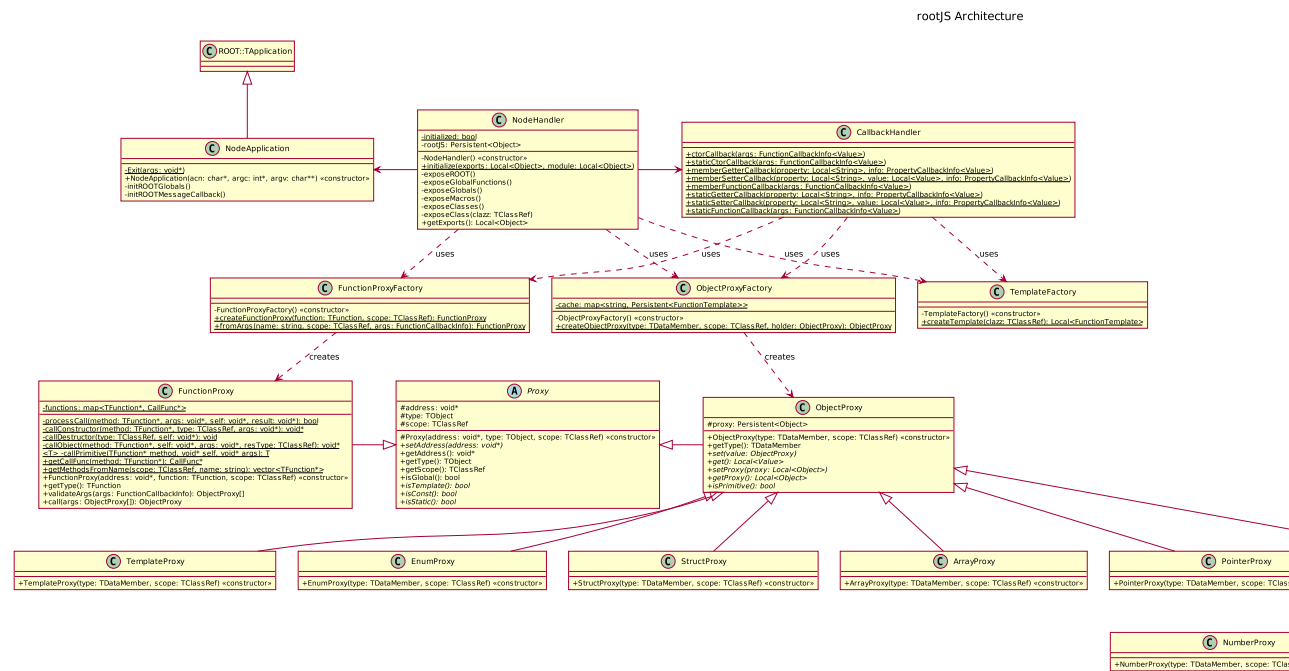 rootJS Architecture
C ROOT::TApplication
C NodeApplication
-Exit(args: void*)
+NodeApplication(acn: char*, argc: int*, argv: char**) «constructor»
-initROOTGlobals()
-initROOTMessageCallback()
C NodeHandler
-initialized: bool
-rootJS: Persistent<Object>
-NodeHandler() «constructor»
+initialize(exports: Local<Object>, module: Local<Object>)
-exposeROOT()
-exposeGlobalFunctions()
-exposeGlobals()
-exposeMacros()
-exposeClasses()
-exposeClass(clazz: TClassRef)
+getExports(): Local<Object>
C CallbackHandler
+ctorCallback(args: FunctionCallbackInfo<Value>)
+staticCtorCallback(args: FunctionCallbackInfo<Value>)
+memberGetterCallback(property: Local<String>, info: PropertyCallbackInfo<Value>)
+memberSetterCallback(property: Local<String>, value: Local<Value>, info: PropertyCallbackInfo<Value>)
+memberFunctionCallback(args: FunctionCallbackInfo<Value>)
+staticGetterCallback(property: Local<String>, info: PropertyCallbackInfo<Value>)
+staticSetterCallback(property: Local<String>, value: Local<Value>, info: PropertyCallbackInfo<Value>)
+staticFunctionCallback(args: FunctionCallbackInfo<Value>)
uses
uses
uses
uses
uses
uses
C FunctionProxyFactory
-FunctionProxyFactory() «constructor»
+createFunctionProxy(function: TFunction, scope: TClassRef): FunctionProxy
+fromArgs(name: string, scope: TClassRef, args: FunctionCallbackInfo): FunctionProxy
C ObjectProxyFactory
-cache: map<string, Persistent<FunctionTemplate>>
-ObjectProxyFactory() «constructor»
+createObjectProxy(type: TDataMember, scope: TClassRef, holder: ObjectProxy): ObjectProxy
C TemplateFactory
-TemplateFactory() «constructor»
+createTemplate(clazz: TClassRef): Local<FunctionTemplate>
creates
creates
C FunctionProxy
-functions: map<TFunction*, CallFunc*>
-processCall(method: TFunction*, args: void*, self: void*, result: void*): bool
-callConstructor(method: TFunction*, type: TClassRef, args: void*): void*
-callDestructor(type: TClassRef, self: void*): void
-callObject(method: TFunction*, self: void*, args: void*, resType: TClassRef): void*
<T> -callPrimitive(TFunction* method, void* self, void* args): T
+getCallFunc(method: TFunction*): CallFunc*
+getMethodsFromName(scope: TClassRef, name: string): vector<TFunction*>
+FunctionProxy(address: void*, function: TFunction, scope: TClassRef) «constructor»
+getType(): TFunction
+validateArgs(args: FunctionCallbackInfo): ObjectProxy[]
+call(args: ObjectProxy[]): ObjectProxy
A Proxy
#address: void*
#type: TObject
#scope: TClassRef
#Proxy(address: void*, type: TObject, scope: TClassRef) «constructor»
+setAddress(address: void*)
+getAddress(): void*
+getType(): TObject
+getScope(): TClassRef
+isGlobal(): bool
+isTemplate(): bool
+isConst(): bool
+isStatic(): bool
C ObjectProxy
#proxy: Persistent<Object>
+ObjectProxy(type: TDataMember, scope: TClassRef) «constructor»
+getType(): TDataMember
+set(value: ObjectProxy)
+get(): Local<Value>
+setProxy(proxy: Local<Object>)
+getProxy(): Local<Object>
+isPrimitive(): bool
C TemplateProxy
+TemplateProxy(type: TDataMember, scope: TClassRef) «constructor»
C EnumProxy
+EnumProxy(type: TDataMember, scope: TClassRef) «constructor»
C StructProxy
+StructProxy(type: TDataMember, scope: TClassRef) «constructor»
C ArrayProxy
+ArrayProxy(type: TDataMember, scope: TClassRef) «constructor»
C PointerProxy
+PointerProxy(type: TDataMember, scope: TClass
C NumberProxy
+NumberProxy(type: TDataMember, scope: TClas